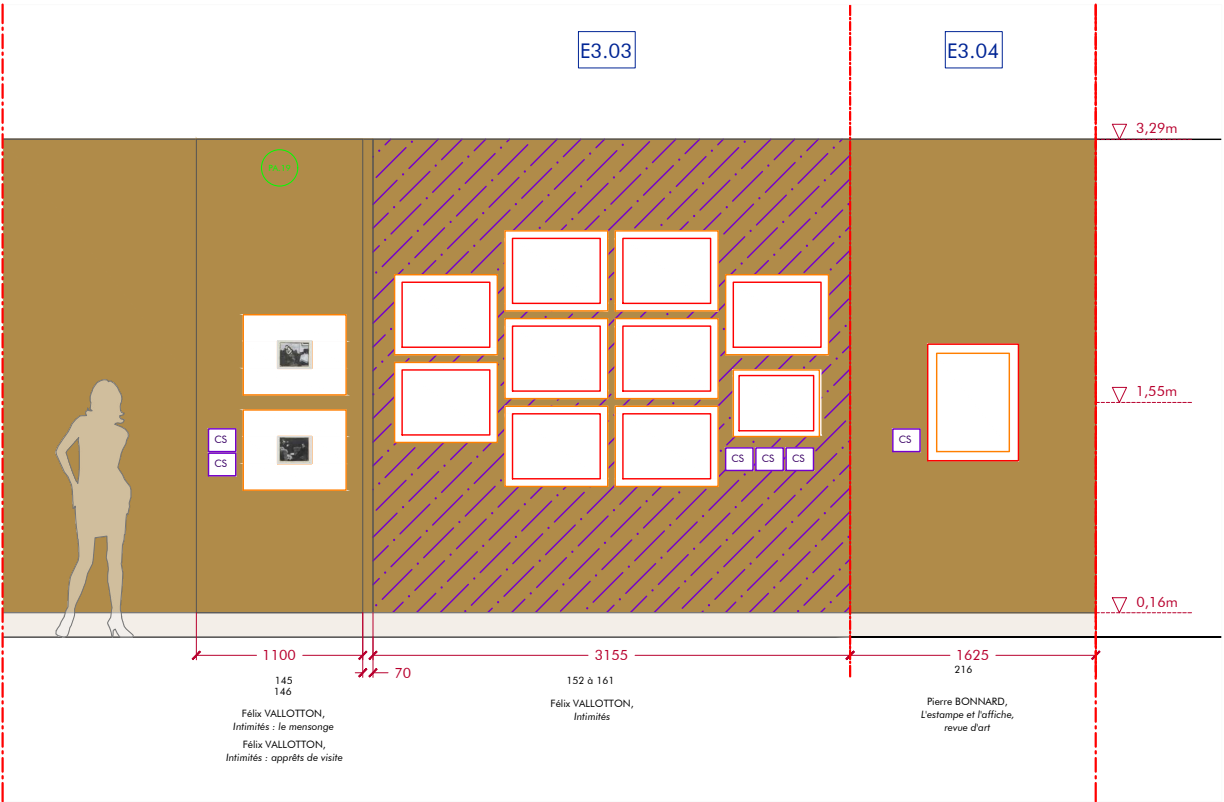 E3.03
E3.04
3,29m
1,55m
0,16m
CS
CS
CS CS CS
CS
1100
70
3155
1625
145
146
Félix VALLOTTON,
Intimités : le mensonge
Félix VALLOTTON,
Intimités : apprêts de visite
152 à 161
Félix VALLOTTON,
Intimités
216
Pierre BONNARD,
L'estampe et l'affiche,
revue d'art